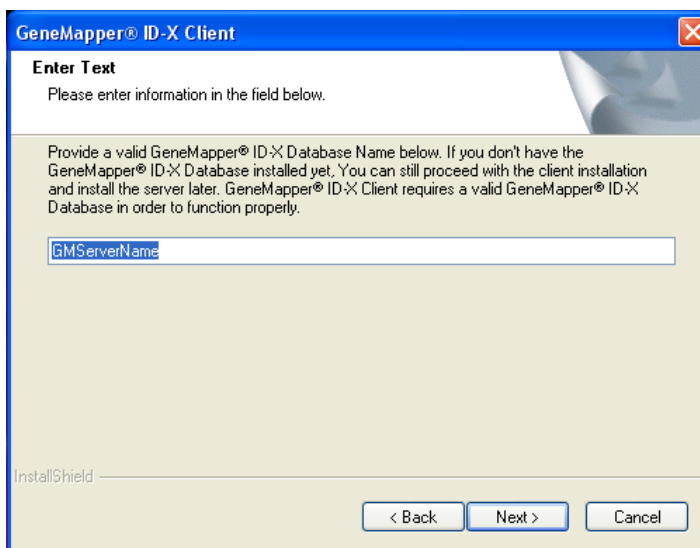 GeneMapper® ID-X Client
Enter Text
Please enter information in the field below.
Provide a valid GeneMapper® ID-X Database Name below. If you don't have the
GeneMapper® ID-X Database installed yet, You can still proceed with the client installation
and install the server later. GeneMapper® ID-X Client requires a valid GeneMapper® ID-X
Database in order to function properly.
GMServerName
InstallShield
< Back Next > Cancel